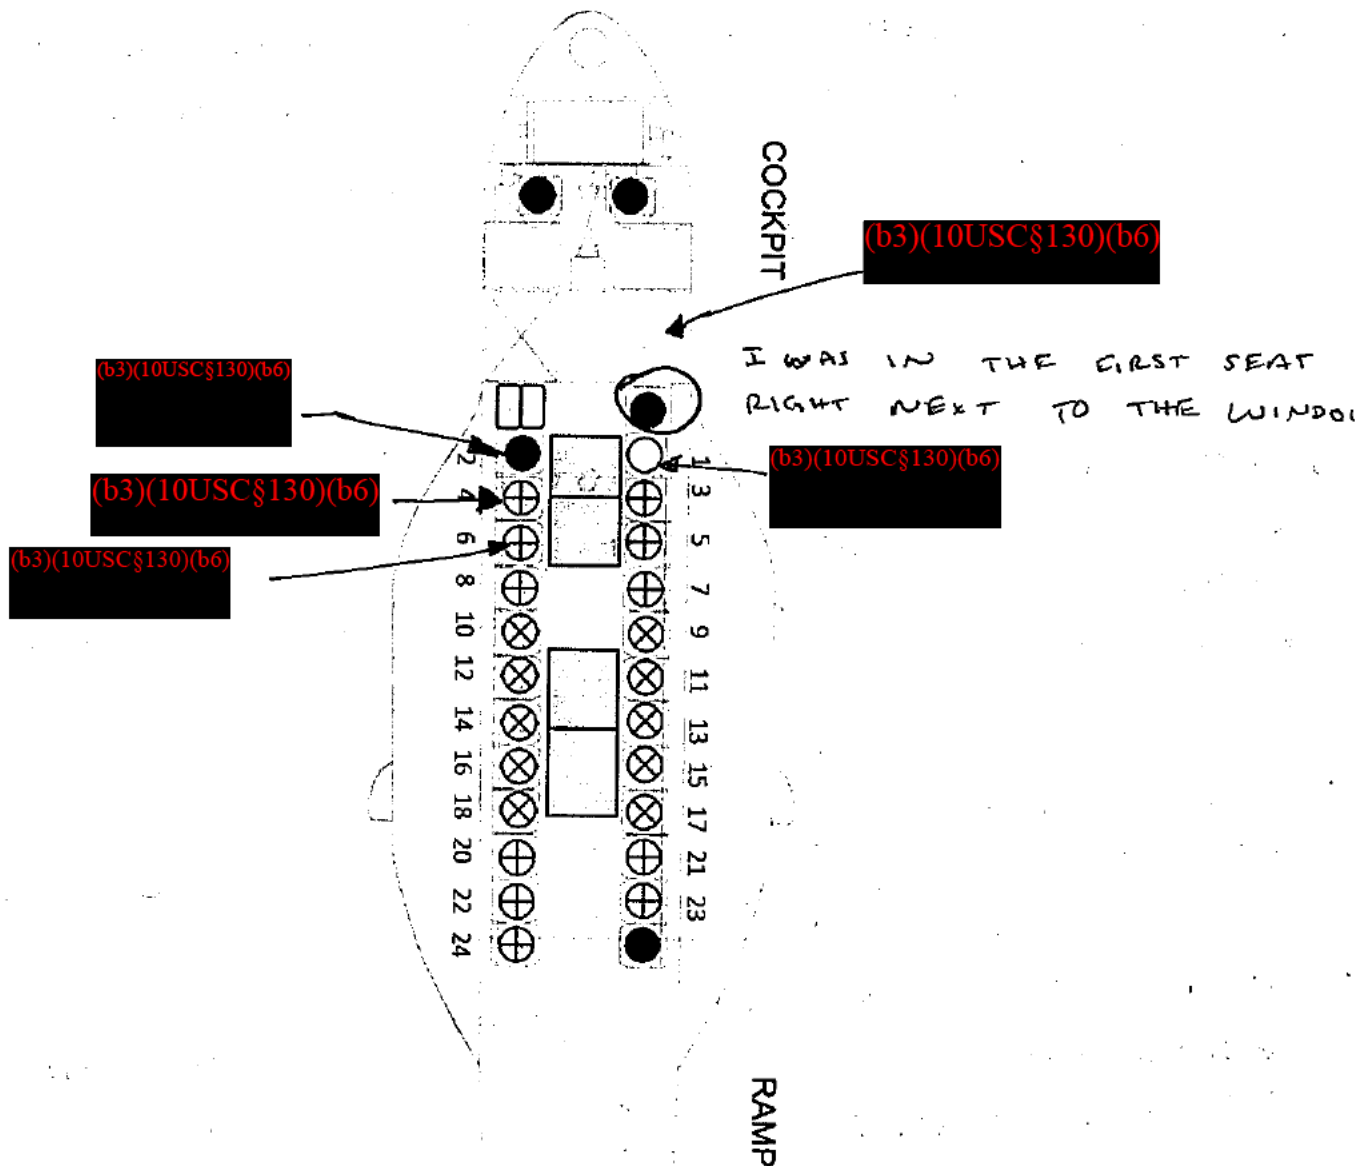 COCKPIT
(b3)(10USC§130)(b6)
I WAS IN THE FIRST SEAT
RIGHT NEXT TO THE WINDOW
(b3)(10USC§130)(b6)
(b3)(10USC§130)(b6)
(b3)(10USC§130)(b6)
(b3)(10USC§130)(b6)
2 1
4 3
6 5
8 7
10 9
12 11
14 13
16 15
18 17
20 21
22 23
24
RAMP